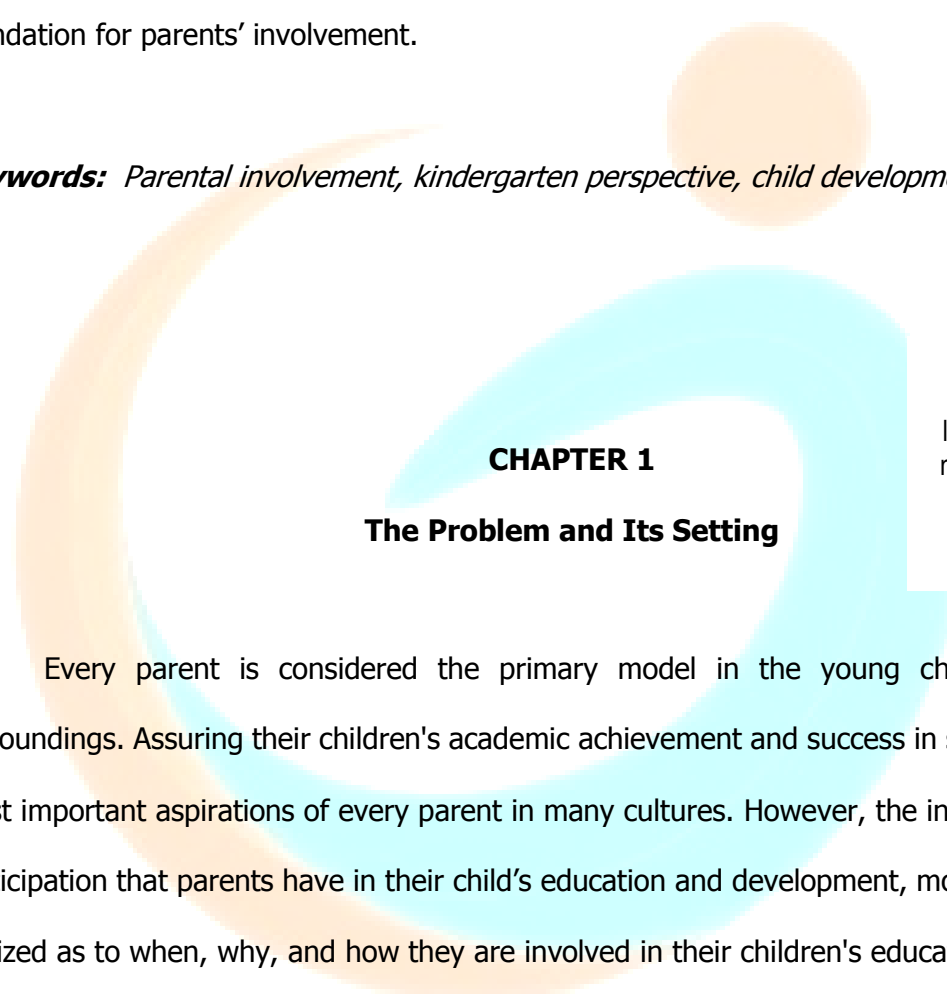 ndation for parents’ involvement.
ywords: Parental involvement, kindergarten perspective, child developm
CHAPTER 1
The Problem and Its Setting
Every parent is considered the primary model in the young ch
oundings. Assuring their children's academic achievement and success in s
st important aspirations of every parent in many cultures. However, the in
ticipation that parents have in their child’s education and development, mo
ized as to when, why, and how they are involved in their children's educa